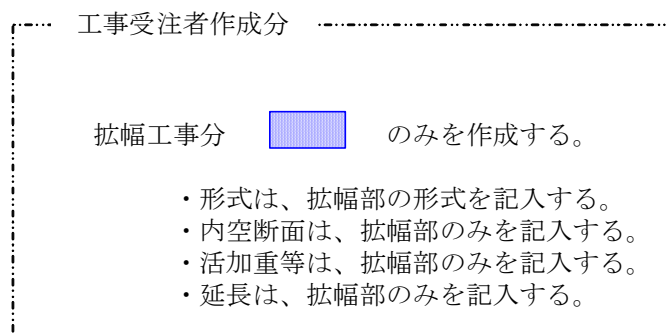 工事受注者作成分
拡幅工事分 のみを作成する。
・形式は、拡幅部の形式を記入する。
・内空断面は、拡幅部のみを記入する。
・活加重等は、拡幅部のみを記入する。
・延長は、拡幅部のみを記入する。